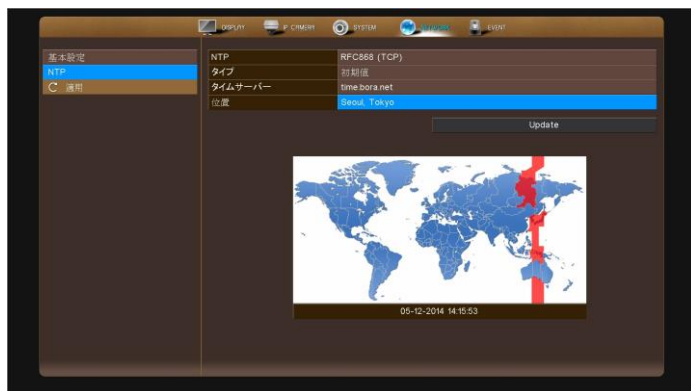 DISPLAY IP CAMERA SYSTEM NETWORK EVENT
基本設定
NTP
適用
NTP RFC868 (TCP)
タイプ 初期値
タイムサーバー time.bora.net
位置 Seoul, Tokyo
Update
05-12-2014 14:15:53